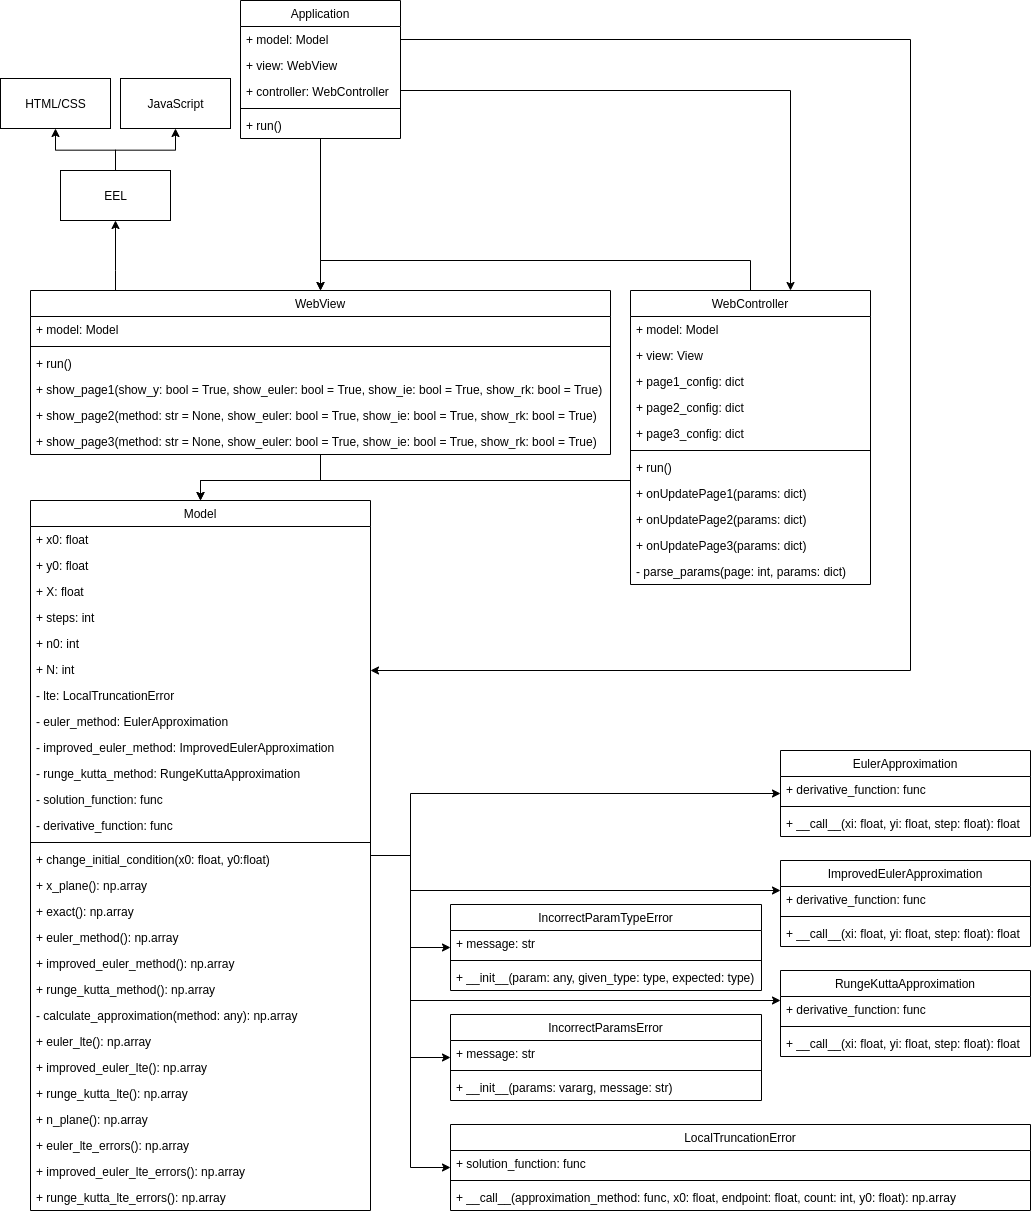 Application
+ model: Model
+ view: WebView
+ controller: WebController
+ run()
HTML/CSS
JavaScript
EEL
WebView
+ model: Model
+ run()
+ show_page1(show_y: bool = True, show_euler: bool = True, show_ie: bool = True, show_rk: bool = True)
+ show_page2(method: str = None, show_euler: bool = True, show_ie: bool = True, show_rk: bool = True)
+ show_page3(method: str = None, show_euler: bool = True, show_ie: bool = True, show_rk: bool = True)
WebController
+ model: Model
+ view: View
+ page1_config: dict
+ page2_config: dict
+ page3_config: dict
+ run()
+ onUpdatePage1(params: dict)
+ onUpdatePage2(params: dict)
+ onUpdatePage3(params: dict)
- parse_params(page: int, params: dict)
Model
+ x0: float
+ y0: float
+ X: float
+ steps: int
+ n0: int
+ N: int
- lte: LocalTruncationError
- euler_method: EulerApproximation
- improved_euler_method: ImprovedEulerApproximation
- runge_kutta_method: RungeKuttaApproximation
- solution_function: func
- derivative_function: func
+ change_initial_condition(x0: float, y0:float)
+ x_plane(): np.array
+ exact(): np.array
+ euler_method(): np.array
+ improved_euler_method(): np.array
+ runge_kutta_method(): np.array
- calculate_approximation(method: any): np.array
+ euler_lte(): np.array
+ improved_euler_lte(): np.array
+ runge_kutta_lte(): np.array
+ n_plane(): np.array
+ euler_lte_errors(): np.array
+ improved_euler_lte_errors(): np.array
+ runge_kutta_lte_errors(): np.array
EulerApproximation
+ derivative_function: func
+ __call__(xi: float, yi: float, step: float): float
ImprovedEulerApproximation
+ derivative_function: func
+ __call__(xi: float, yi: float, step: float): float
IncorrectParamTypeError
+ message: str
+ __init__(param: any, given_type: type, expected: type)
RungeKuttaApproximation
+ derivative_function: func
+ __call__(xi: float, yi: float, step: float): float
IncorrectParamsError
+ message: str
+ __init__(params: vararg, message: str)
LocalTruncationError
+ solution_function: func
+ __call__(approximation_method: func, x0: float, endpoint: float, count: int, y0: float): np.array